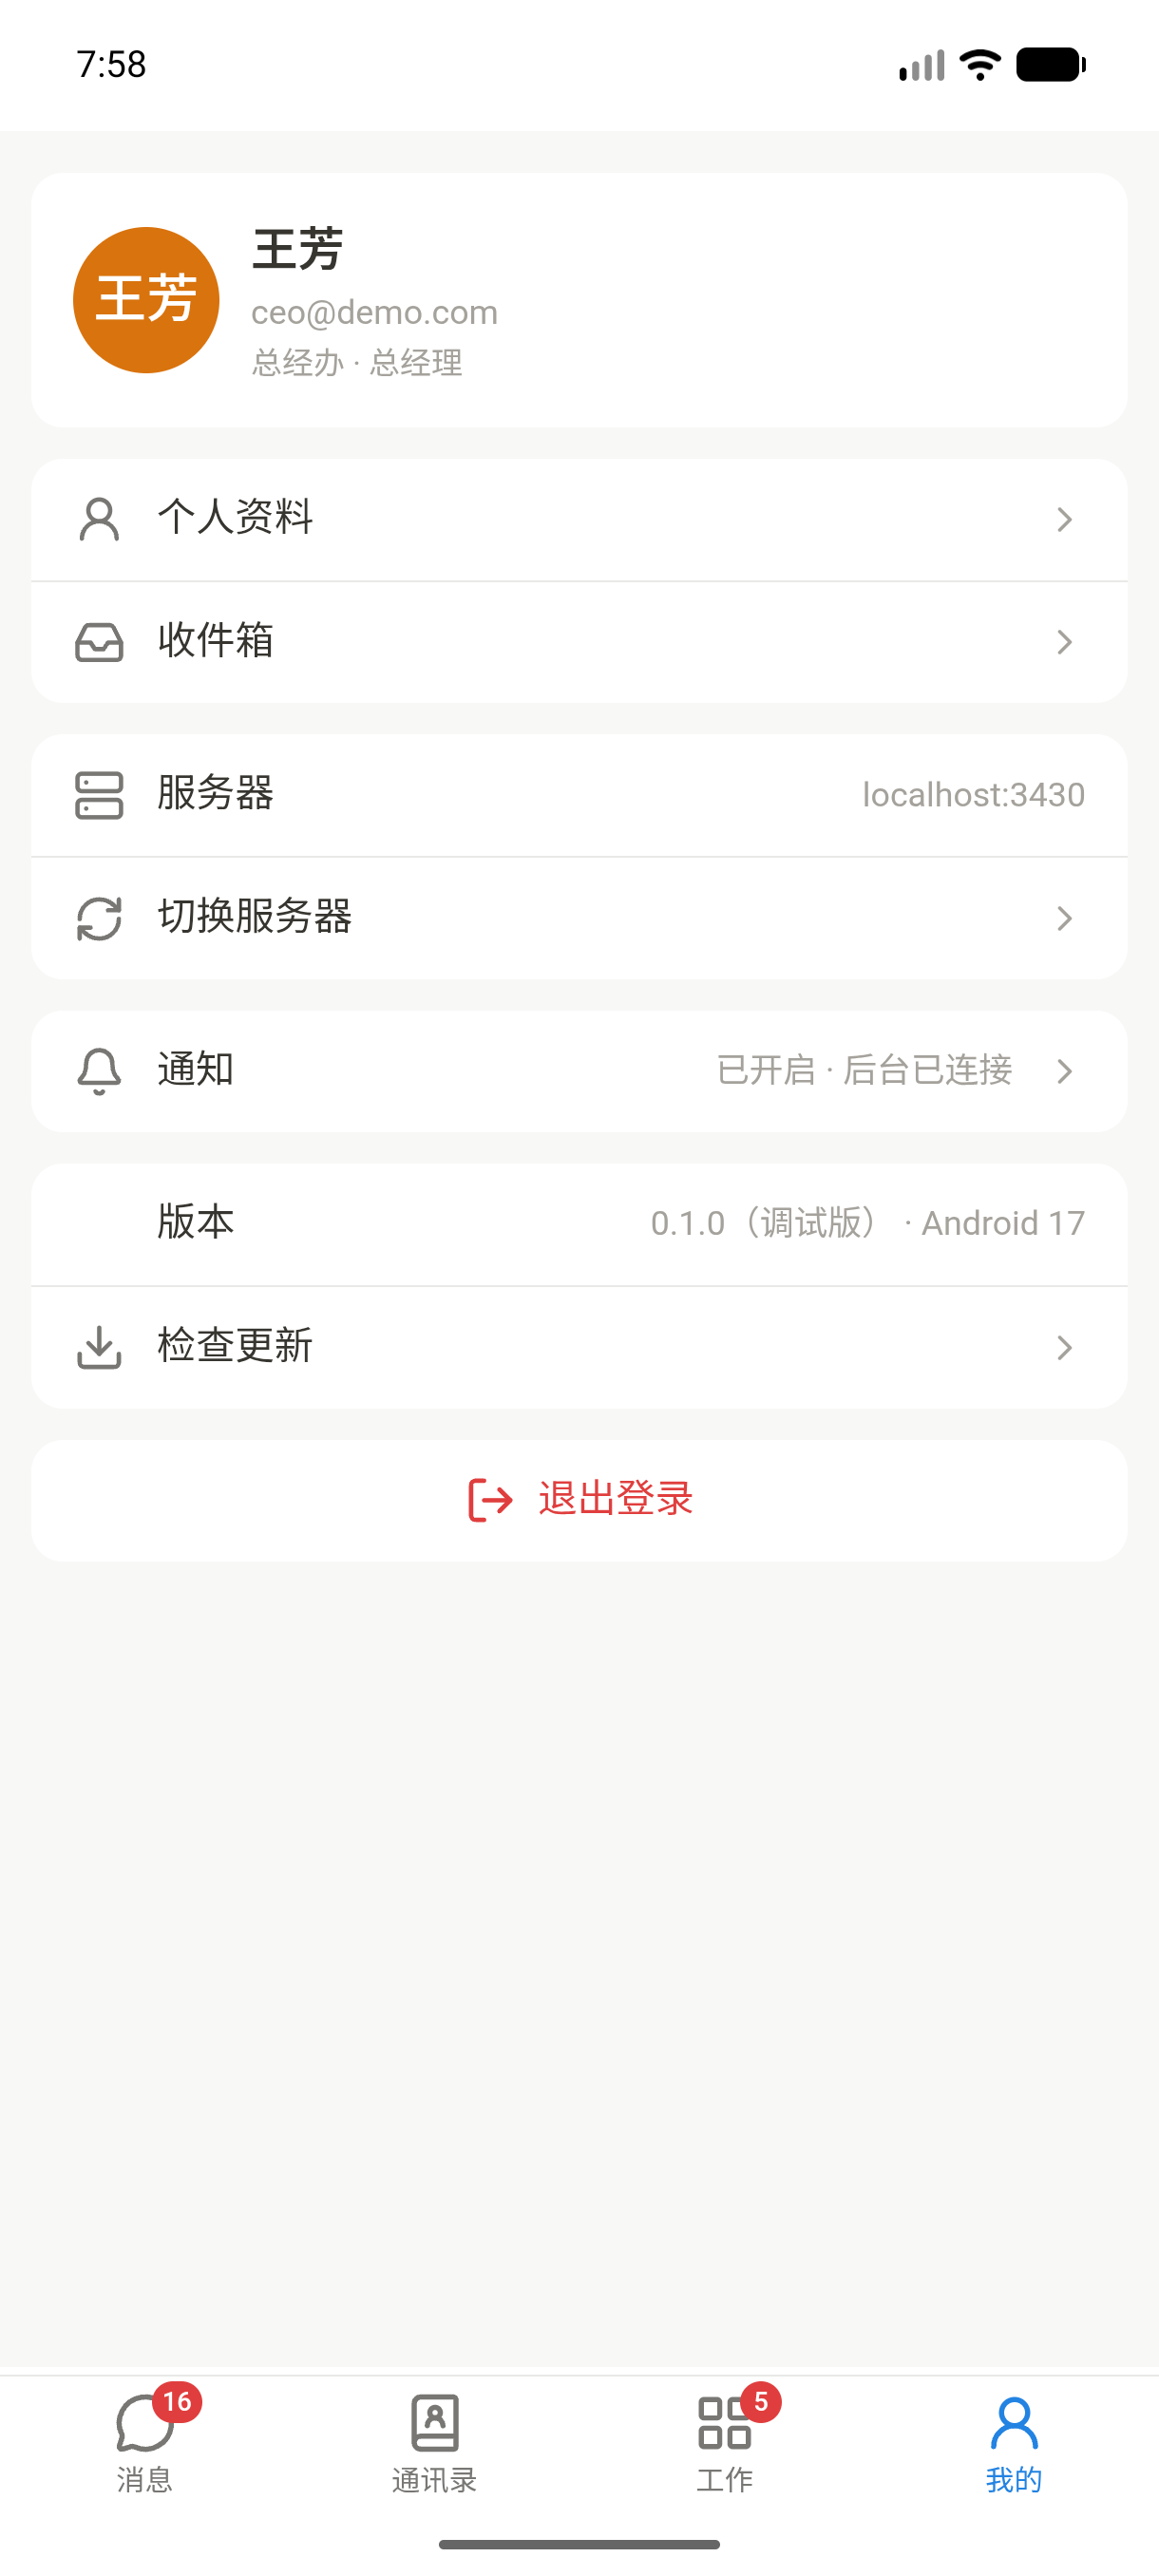 7:58
王芳
王芳
ceo@demo.com
总经办 · 总经理
个人资料
收件箱
服务器
localhost:3430
切换服务器
通知
已开启 · 后台已连接
版本
0.1.0（调试版） · Android 17
检查更新
退出登录
16
5
消息
通讯录
工作
我的